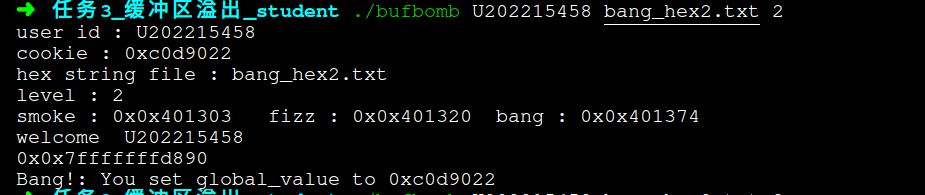 ➜ 任务3_缓冲区溢出_student ./bufbomb U202215458 bang_hex2.txt 2
user id : U202215458
cookie : 0xc0d9022
hex string file : bang_hex2.txt
level : 2
smoke : 0x0x401303   fizz : 0x0x401320  bang : 0x0x401374
welcome  U202215458
0x0x7fffffffd890
Bang!: You set global_value to 0xc0d9022